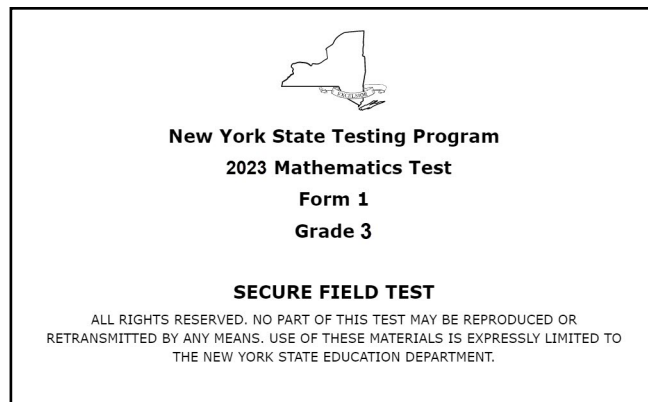 EXCELSIOR
New York State Testing Program
2023 Mathematics Test
Form 1
Grade 3
SECURE FIELD TEST
ALL RIGHTS RESERVED. NO PART OF THIS TEST MAY BE REPRODUCED OR
RETRANSMITTED BY ANY MEANS. USE OF THESE MATERIALS IS EXPRESSLY LIMITED TO
THE NEW YORK STATE EDUCATION DEPARTMENT.